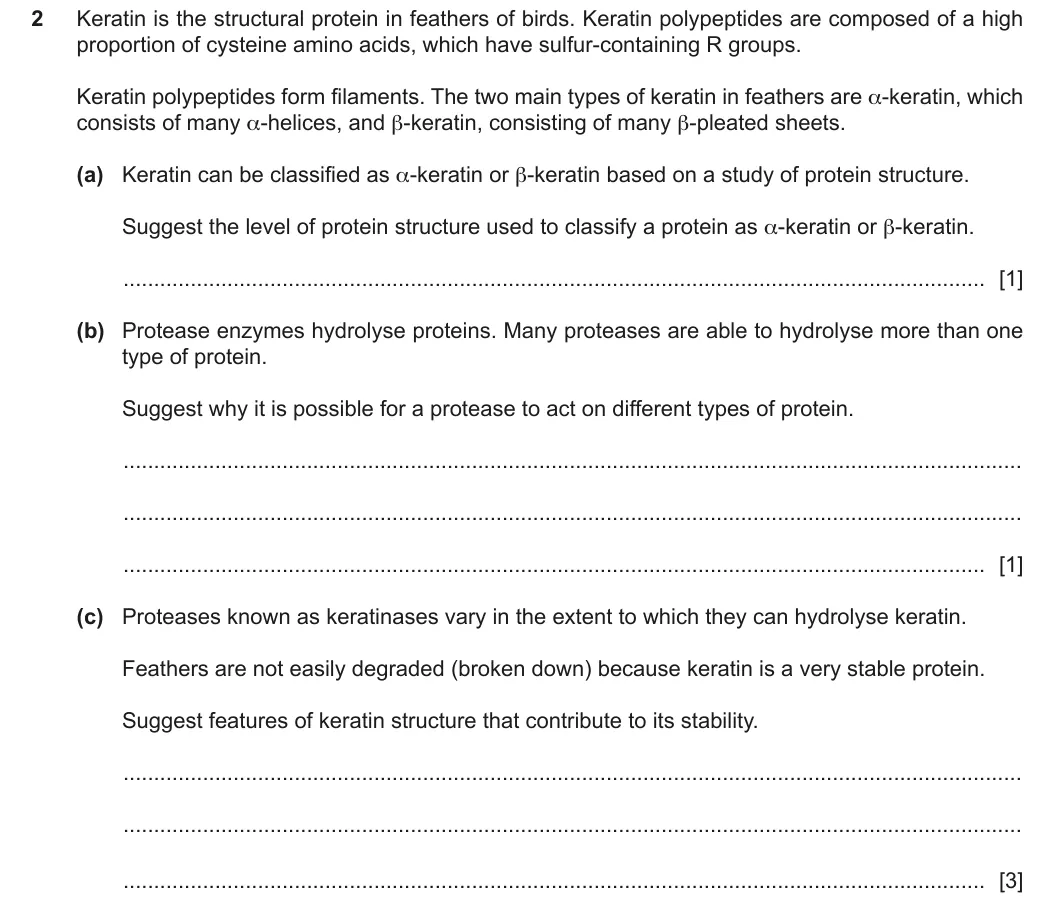 2 Keratin is the structural protein in feathers of birds. Keratin polypeptides are composed of a high
proportion of cysteine amino acids, which have sulfur-containing R groups.
Keratin polypeptides form filaments. The two main types of keratin in feathers are α-keratin, which
consists of many α-helices, and β-keratin, consisting of many β-pleated sheets.
(a) Keratin can be classified as α-keratin or β-keratin based on a study of protein structure.
Suggest the level of protein structure used to classify a protein as α-keratin or β-keratin.
[1]
(b) Protease enzymes hydrolyse proteins. Many proteases are able to hydrolyse more than one
type of protein.
Suggest why it is possible for a protease to act on different types of protein.
[1]
(c) Proteases known as keratinases vary in the extent to which they can hydrolyse keratin.
Feathers are not easily degraded (broken down) because keratin is a very stable protein.
Suggest features of keratin structure that contribute to its stability.
[3]